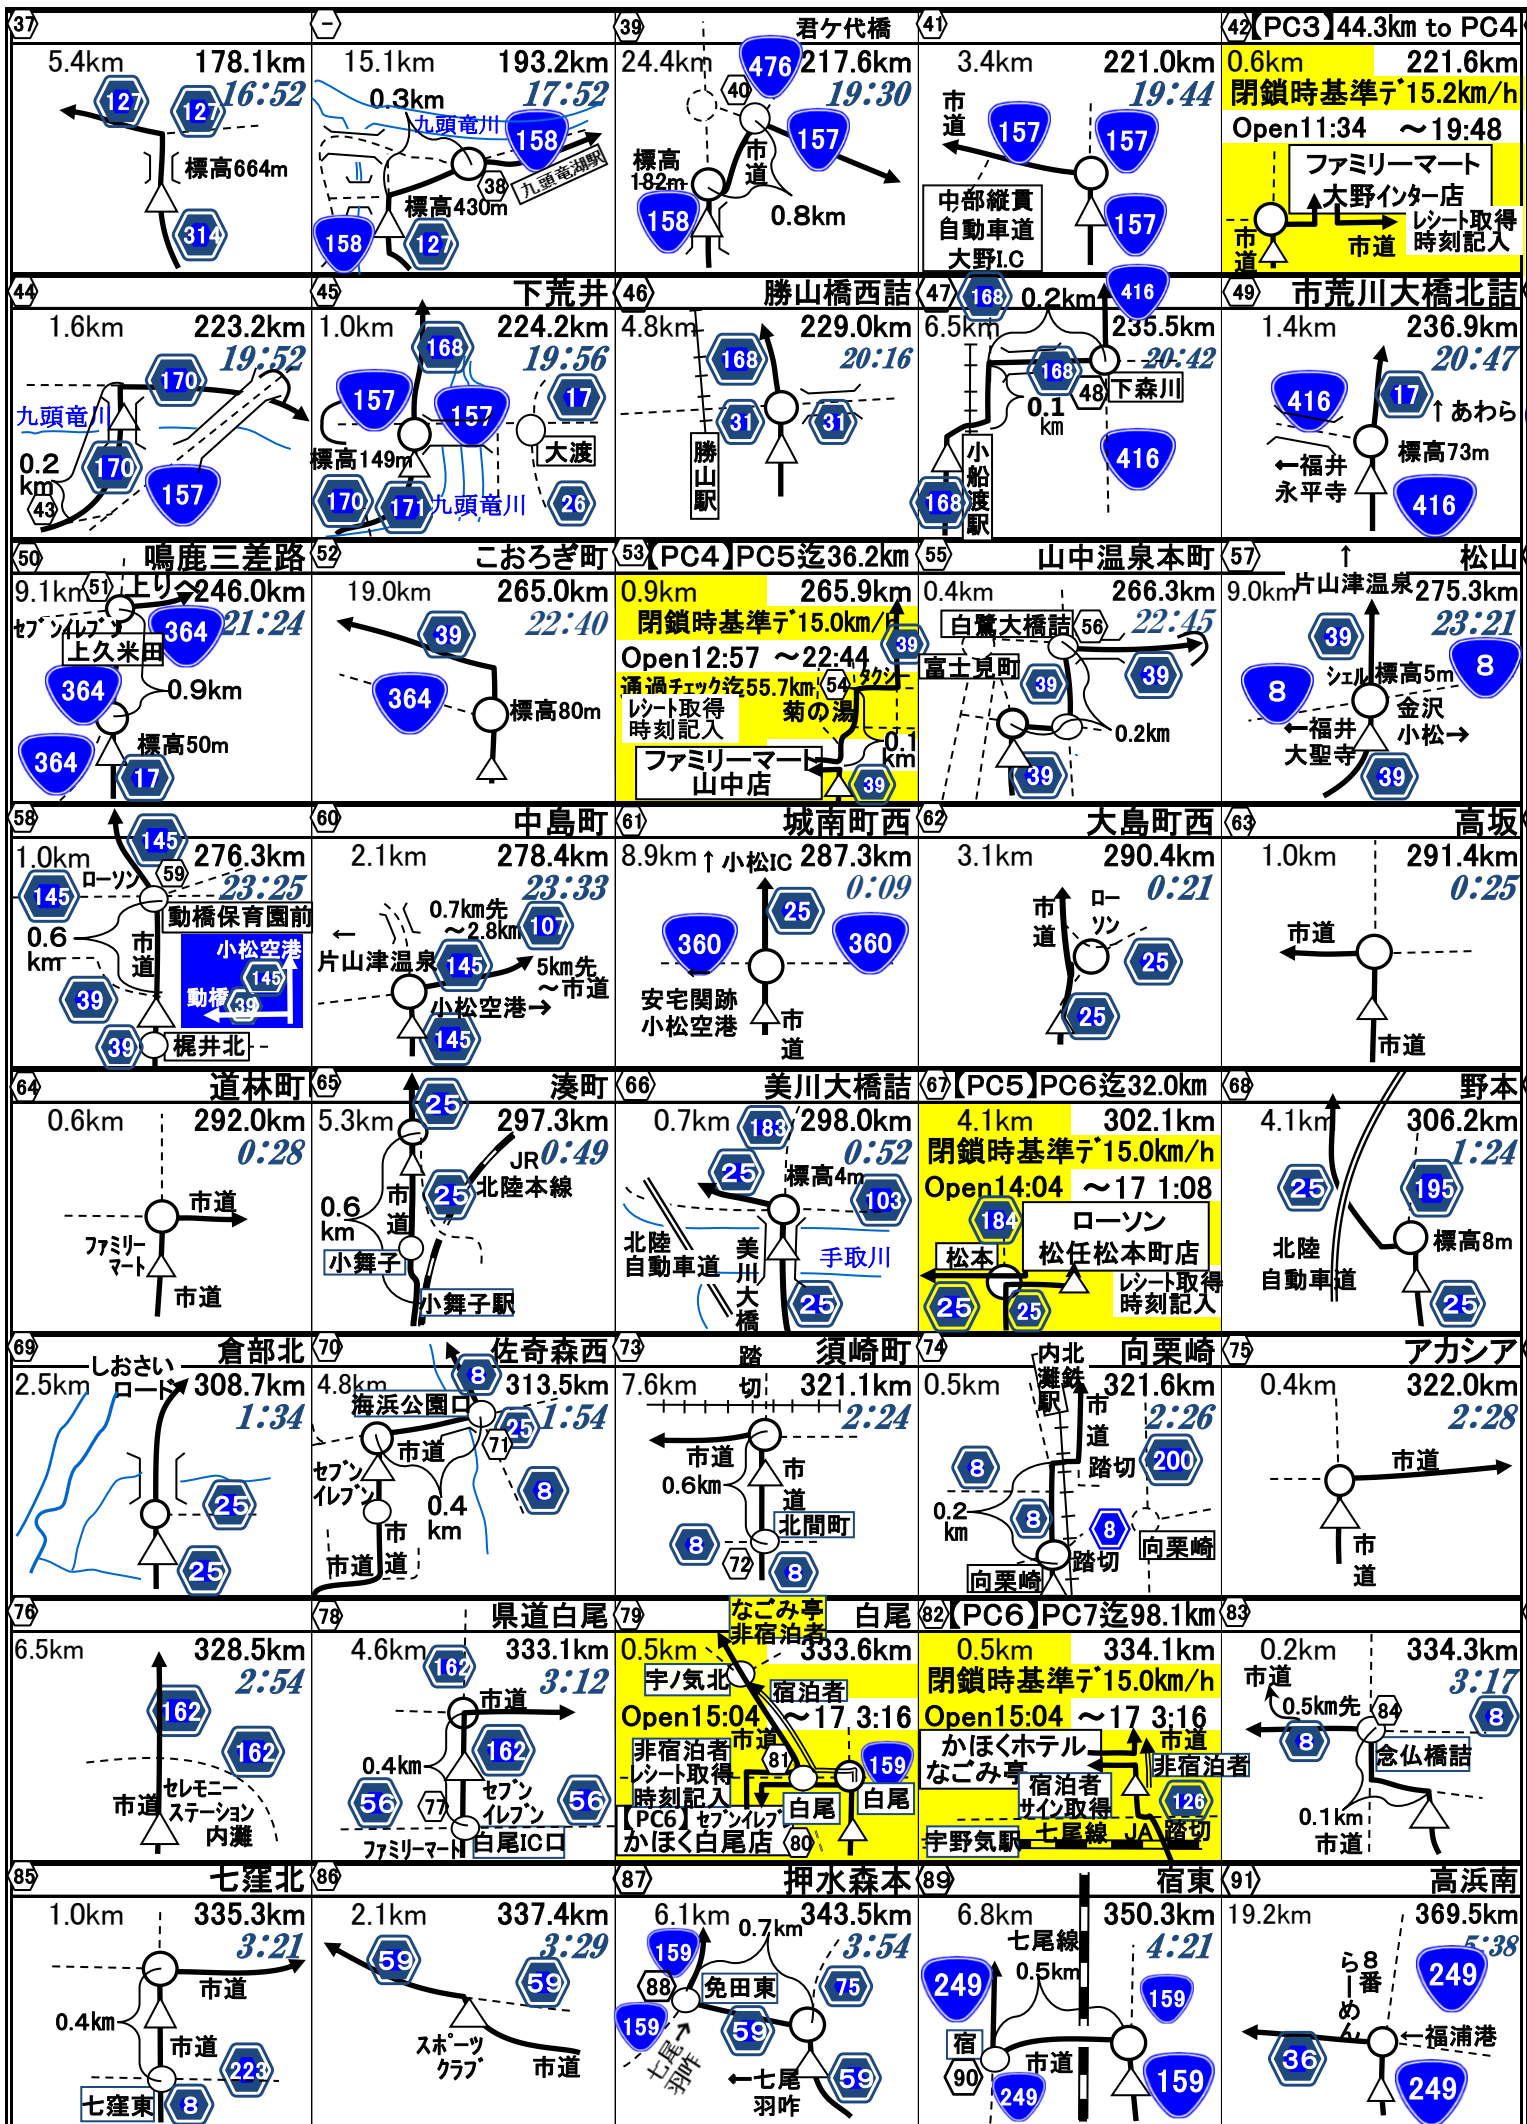 37
5.4km 178.1km
16:52
127
127
標高664m
314
-
15.1km 193.2km
17:52
0.3km
九頭竜川
158
38
九頭竜湖駅
標高430m
158
127
39 君ケ代橋
24.4km 217.6km
19:30
476
40
157
標高
182m
市道
158
0.8km
41
3.4km 221.0km
19:44
市道
157
157
中部縦貫
自動車道
大野I.C
157
42【PC3】44.3km to PC4
0.6km 221.6km
閉鎖時基準デ15.2km/h
Open11:34 ～19:48
ファミリーマート
大野インター店
レシート取得
時刻記入
市道
市道
44
1.6km 223.2km
19:52
170
九頭竜川
0.2
km
170
43
157
45 下荒井
1.0km 224.2km
19:56
168
157
157
17
大渡
標高149m
170
171
九頭竜川
26
46 勝山橋西詰
4.8km 229.0km
20:16
168
31
31
勝山駅
47
168
0.2km
416
6.5km 235.5km
20:42
168
48
下森川
0.1
km
416
小船渡駅
168
49 市荒川大橋北詰
1.4km 236.9km
20:47
416
17
↑あわら
標高73m
←福井
永平寺
416
50 鳴鹿三差路
9.1km 246.0km
51
上りへ
21:24
セブンイレブン
364
上久米田
364
0.9km
標高50m
364
17
52 こおろぎ町
19.0km 265.0km
22:40
39
364
標高80m
53【PC4】PC5迄36.2km
0.9km 265.9km
閉鎖時基準デ15.0km/h
39
Open12:57 ～22:44
通過チェック迄55.7km
54
タクシー
レシート取得
時刻記入
菊の湯
0.1
km
ファミリーマート
山中店
39
55 山中温泉本町
0.4km 266.3km
22:45
白鷺大橋詰
56
富士見町
39
39
0.2km
39
57 松山
↑
片山津温泉
9.0km 275.3km
23:21
39
8
8
シェル
標高5m
金沢
小松→
←福井
大聖寺
39
58
145
1.0km 276.3km
ローソン
59
23:25
145
動橋保育園前
0.6
km
市道
小松空港
145
動橋
39
39
39
梶井北
60 中島町
2.1km 278.4km
23:33
0.7km先
～2.8km
107
←
片山津温泉
145
5km先
～市道
小松空港→
145
61 城南町西
8.9km 287.3km
↑小松IC
0:09
25
360
360
←
安宅関跡
小松空港
市道
62 大島町西
3.1km 290.4km
0:21
市道
ローソン
25
25
63 高坂
1.0km 291.4km
0:25
市道
市道
64 道林町
0.6km 292.0km
0:28
市道
ファミリー
マート
市道
65 湊町
25
5.3km 297.3km
0:49
JR
北陸本線
25
市道
0.6
km
小舞子
小舞子駅
66 美川大橋詰
0.7km 298.0km
183
0:52
25
標高4m
103
北陸
自動車道
美川大橋
手取川
25
67【PC5】PC6迄32.0km
4.1km 302.1km
閉鎖時基準デ15.0km/h
Open14:04 ～17 1:08
184
ローソン
松任松本町店
松本
レシート取得
時刻記入
25
25
68 野本
4.1km 306.2km
1:24
25
195
標高8m
北陸
自動車道
25
69 倉部北
しおさい
ロード
2.5km 308.7km
1:34
25
25
70 佐奇森西
8
4.8km 313.5km
海浜公園口
1:54
25
71
市道
セブン
イレブン
0.4
km
8
市道
市道
73 須崎町
踏切
7.6km 321.1km
2:24
市道
0.6km
市道
北間町
8
72
8
74 向栗崎
北鉄
内灘駅
0.5km 321.6km
2:26
市道
踏切
200
8
0.2
km
8
8
踏切
向栗崎
向栗崎
75 アカシア
0.4km 322.0km
2:28
市道
市道
76
6.5km 328.5km
2:54
162
162
市道
セレモニー
ステーション
内灘
78 県道白尾
4.6km 333.1km
162
3:12
市道
0.4km
162
56
セブン
イレブン
56
77
ファミリーマート
白尾IC口
79 白尾
なごみ亭
非宿泊者
0.5km 333.6km
宇ノ気北
宿泊者
Open15:04 ～17 3:16
市道
非宿泊者
レシート取得
時刻記入
81
159
白尾
白尾
【PC6】セブンイレブ
かほく白尾店
80
82【PC6】PC7迄98.1km
0.5km 334.1km
閉鎖時基準デ15.0km/h
Open15:04 ～17 3:16
かほくホテル
なごみ亭
市道
非宿泊者
宿泊者
サイン取得
126
宇野気駅
七尾線
JA
踏切
83
0.2km 334.3km
3:17
市道
0.5km先
84
8
8
念仏橋詰
0.1km
市道
85 七窪北
1.0km 335.3km
3:21
市道
0.4km
市道
223
七窪東
8
86
2.1km 337.4km
3:29
59
59
スポーツ
クラブ
市道
87 押水森本
6.1km 343.5km
0.7km
3:54
159
88
免田東
75
159
59
七尾
羽咋
←七尾
羽咋
59
89 宿東
6.8km 350.3km
4:21
七尾線
0.5km
249
159
宿
市道
90
249
159
91 高浜南
19.2km 369.5km
5:38
8番
らーめん
249
36
←福浦港
249